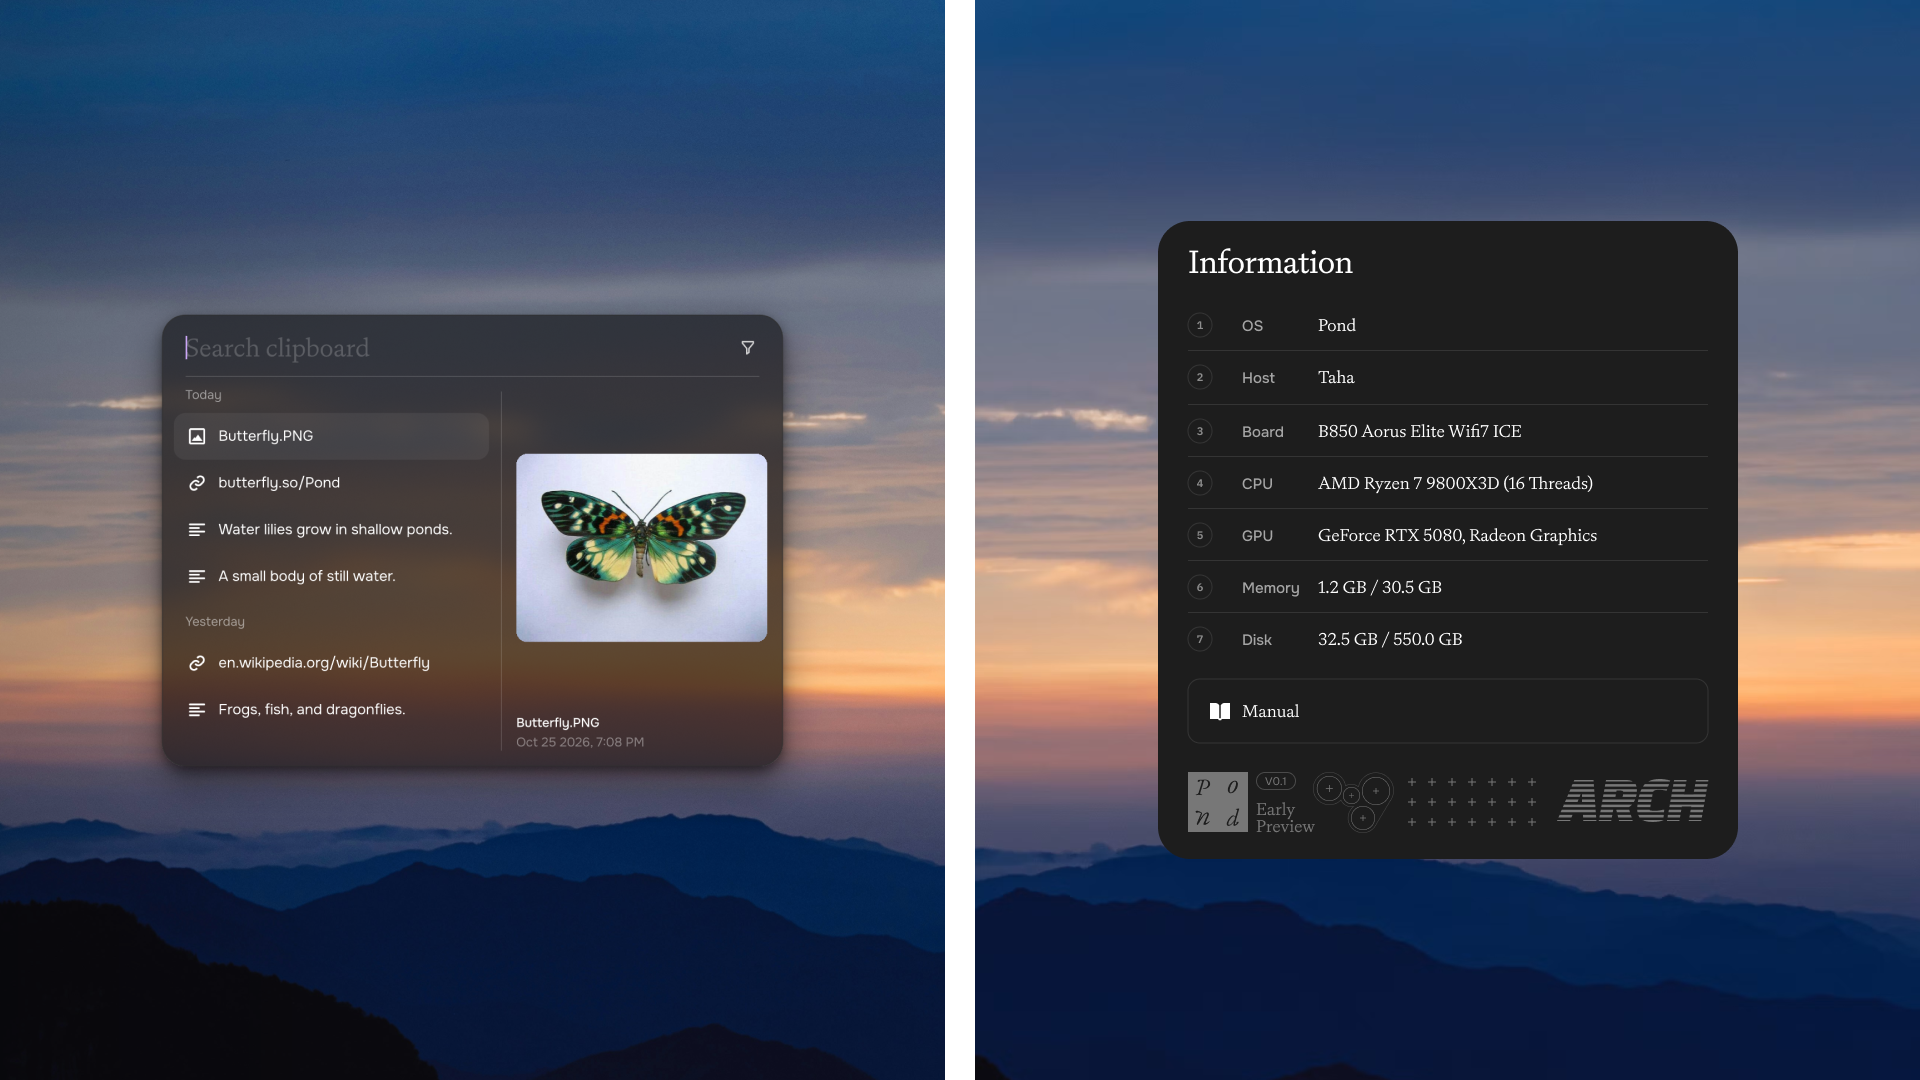 Search clipboard
Today
Butterfly.PNG
butterfly.so/Pond
Water lilies grow in shallow ponds.
A small body of still water.
Yesterday
en.wikipedia.org/wiki/Butterfly
Frogs, fish, and dragonflies.
Butterfly.PNG
Oct 25 2026, 7:08 PM
Information
1 OS Pond
2 Host Taha
3 Board B850 Aorus Elite Wifi7 ICE
4 CPU AMD Ryzen 7 9800X3D (16 Threads)
5 GPU GeForce RTX 5080, Radeon Graphics
6 Memory 1.2 GB / 30.5 GB
7 Disk 32.5 GB / 550.0 GB
Manual
P o
n d
V0.1
Early
Preview
ARCH